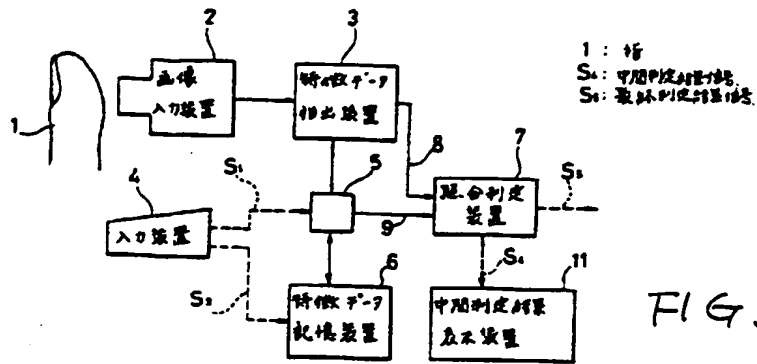 2
3
画像
入力装置
特徴データ
抽出装置
1
1 : 指
S₄: 中間判定結果信号
S₅: 最終判定結果信号
8
7
4
S₁
5
照合判定
装置
S₅
入力装置
9
S₂
6
S₄
11
特徴データ
記憶装置
中間判定結果
表示装置
FIG.